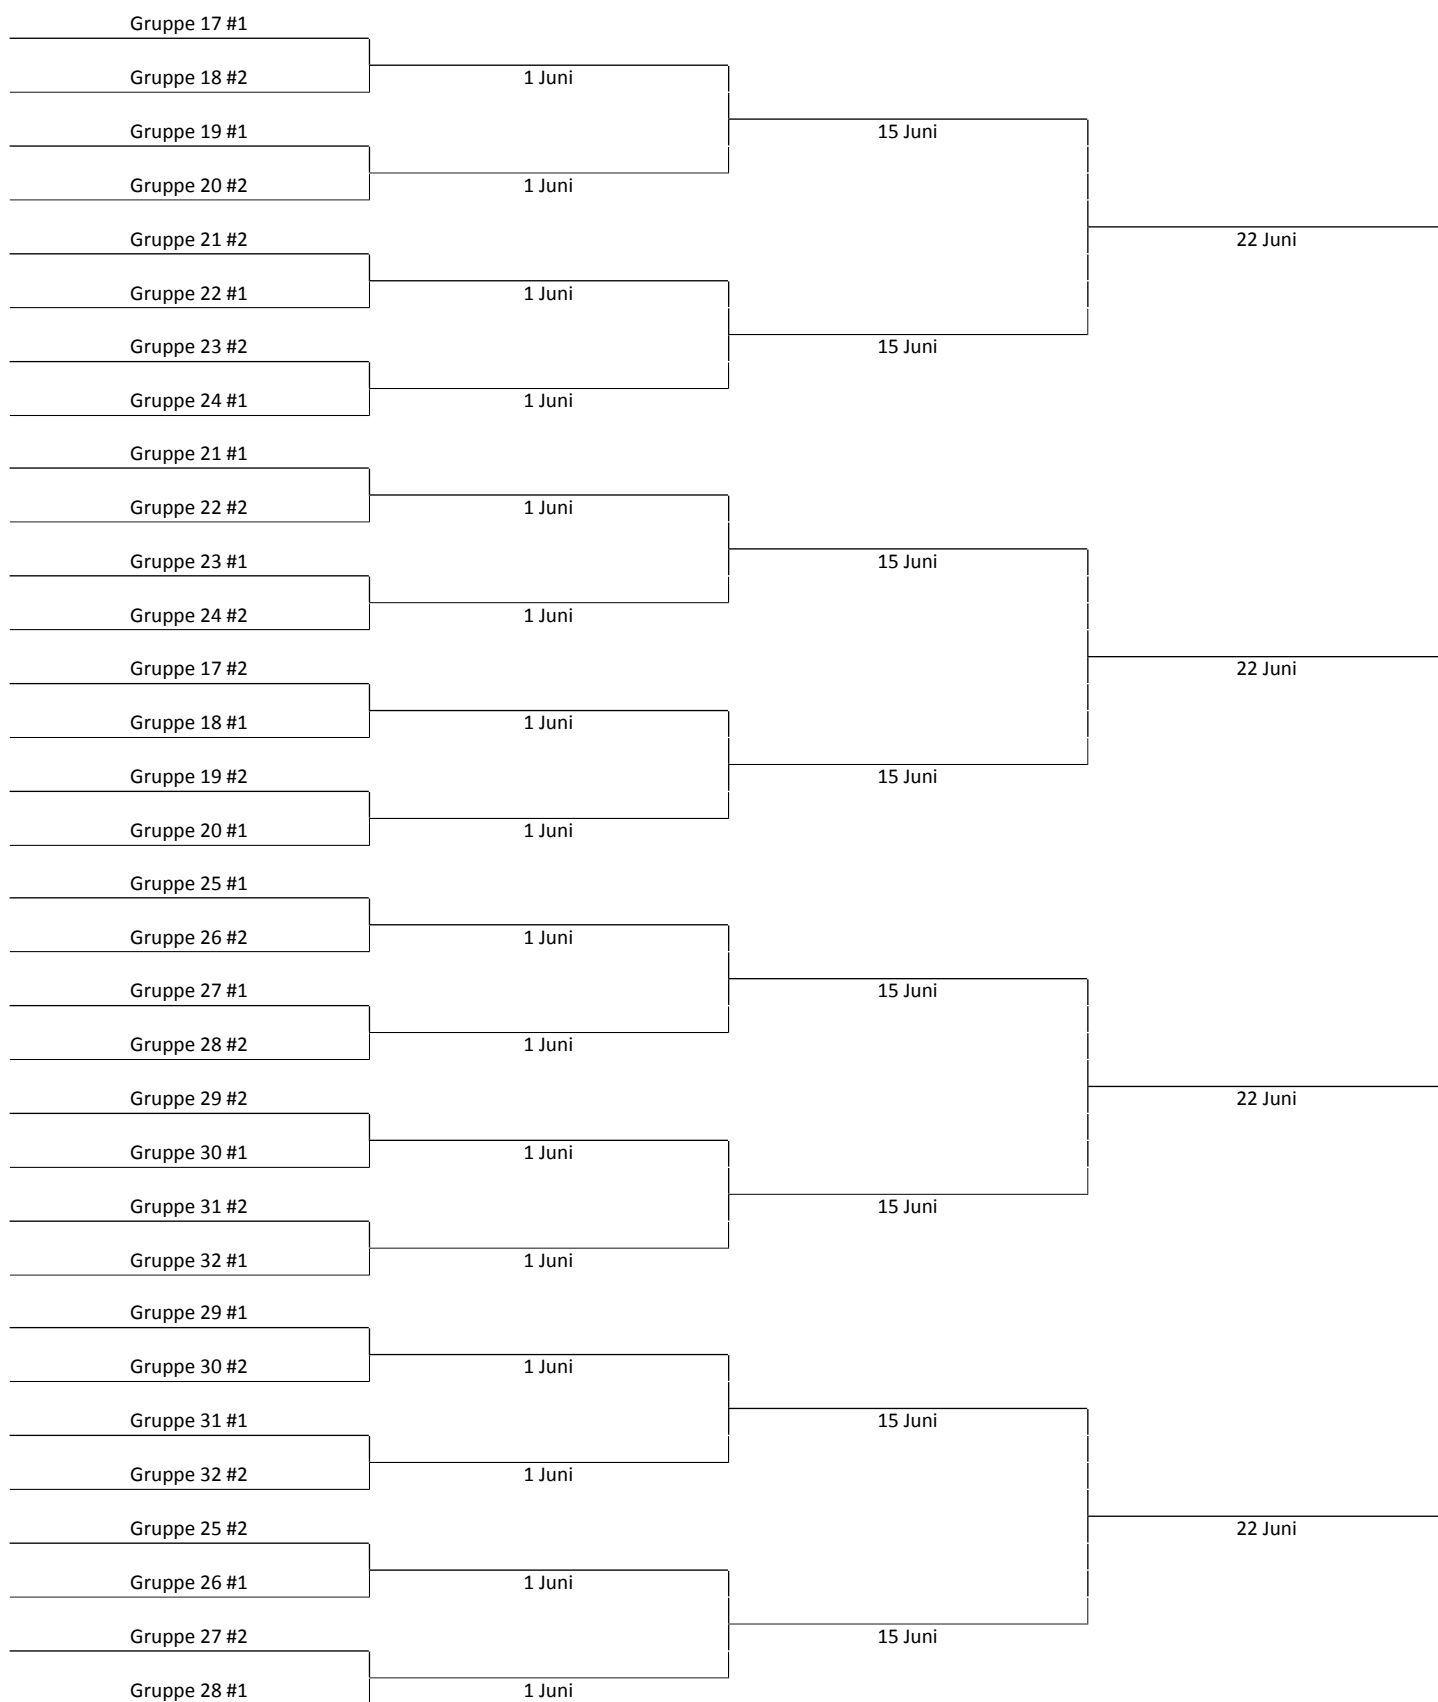 Gruppe 17 #1
Gruppe 18 #2
1 Juni
Gruppe 19 #1
15 Juni
Gruppe 20 #2
1 Juni
Gruppe 21 #2
22 Juni
Gruppe 22 #1
1 Juni
Gruppe 23 #2
15 Juni
Gruppe 24 #1
1 Juni
Gruppe 21 #1
Gruppe 22 #2
1 Juni
Gruppe 23 #1
15 Juni
Gruppe 24 #2
1 Juni
Gruppe 17 #2
22 Juni
Gruppe 18 #1
1 Juni
Gruppe 19 #2
15 Juni
Gruppe 20 #1
1 Juni
Gruppe 25 #1
Gruppe 26 #2
1 Juni
Gruppe 27 #1
15 Juni
Gruppe 28 #2
1 Juni
Gruppe 29 #2
22 Juni
Gruppe 30 #1
1 Juni
Gruppe 31 #2
15 Juni
Gruppe 32 #1
1 Juni
Gruppe 29 #1
Gruppe 30 #2
1 Juni
Gruppe 31 #1
15 Juni
Gruppe 32 #2
1 Juni
Gruppe 25 #2
22 Juni
Gruppe 26 #1
1 Juni
Gruppe 27 #2
15 Juni
Gruppe 28 #1
1 Juni